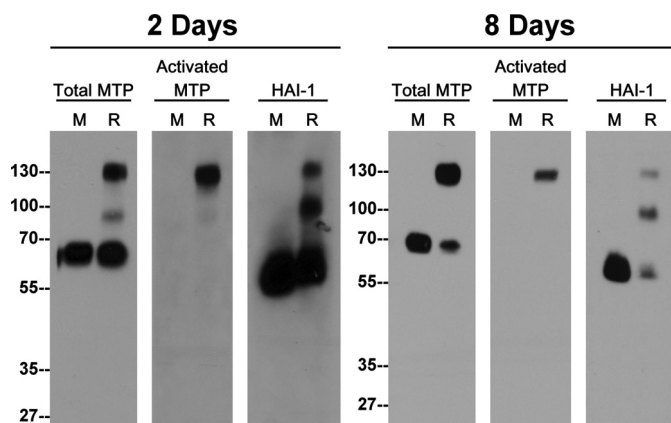 2 Days
8 Days
Total MTP
Activated
MTP
HAI-1
Total MTP
Activated
MTP
HAI-1
M R M R M R
M R M R M R
130--
100--
70--
55--
35--
27--
130--
100--
70--
55--
35--
27--